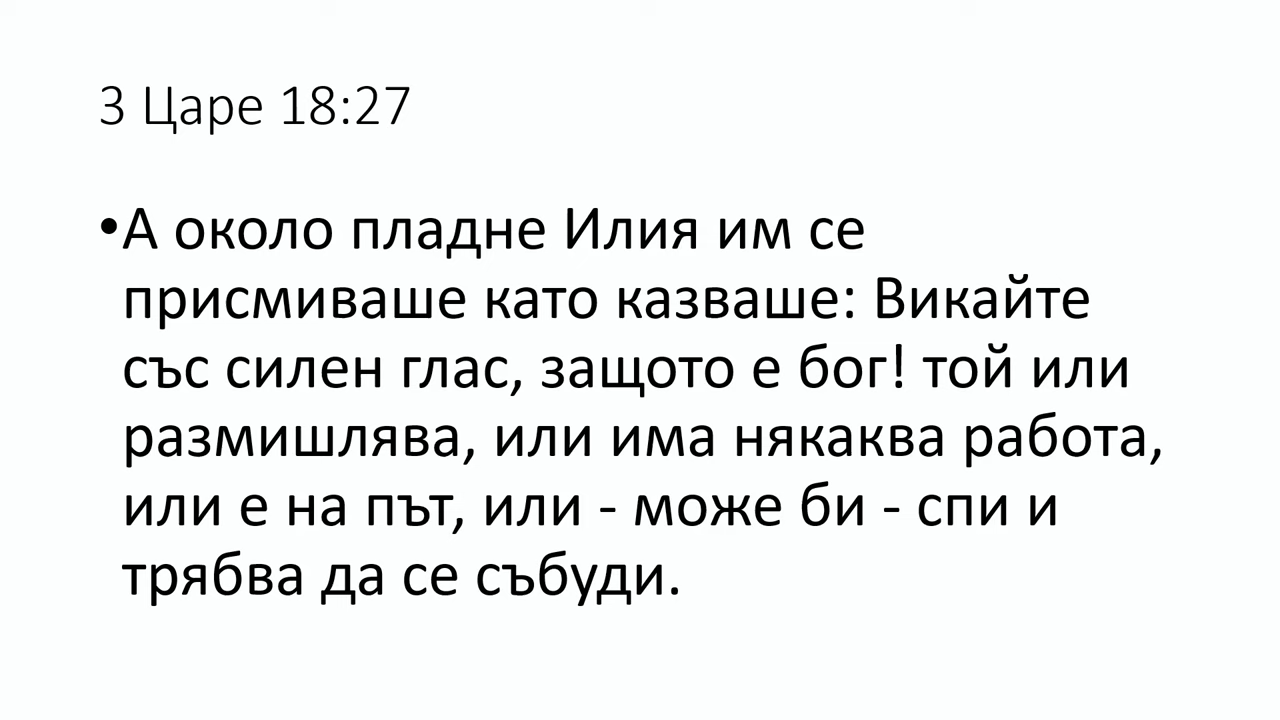 3 Царе 18:27
•А около пладне Илия им се
присмиваше като казваше: Викайте
със силен глас, защото е бог! той или
размишлява, или има някаква работа,
или е на път, или - може би - спи и
трябва да се събуди.